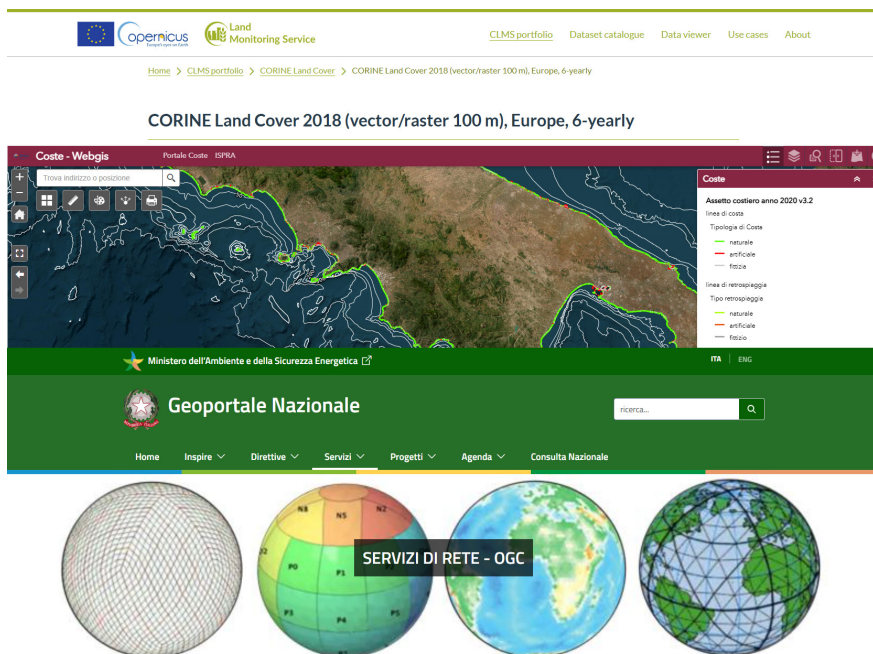 opernicus
Europe's eyes on Earth
Land
Monitoring Service
CLMS portfolio Dataset catalogue Data viewer Use cases About
Home > CLMS portfolio > CORINE Land Cover > CORINE Land Cover 2018 (vector/raster 100 m), Europe, 6-yearly
CORINE Land Cover 2018 (vector/raster 100 m), Europe, 6-yearly
Coste - Webgis Portale Coste ISPRA
Trova indirizzo o posizione
Coste
Assetto costiero anno 2020 v3.2
linea di costa
Tipologia di Costa
naturale
artificiale
fittizia
linea di retrospiaggia
Tipo retrospiaggia
naturale
artificiale
fittizio
Ministero dell'Ambiente e della Sicurezza Energetica ITA ENG
Geoportale Nazionale
ricerca...
Home Inspire Direttive Servizi Progetti Agenda Consulta Nazionale
N3 N5 N2
P0 P1
P3 P4 P5
SERVIZI DI RETE - OGC